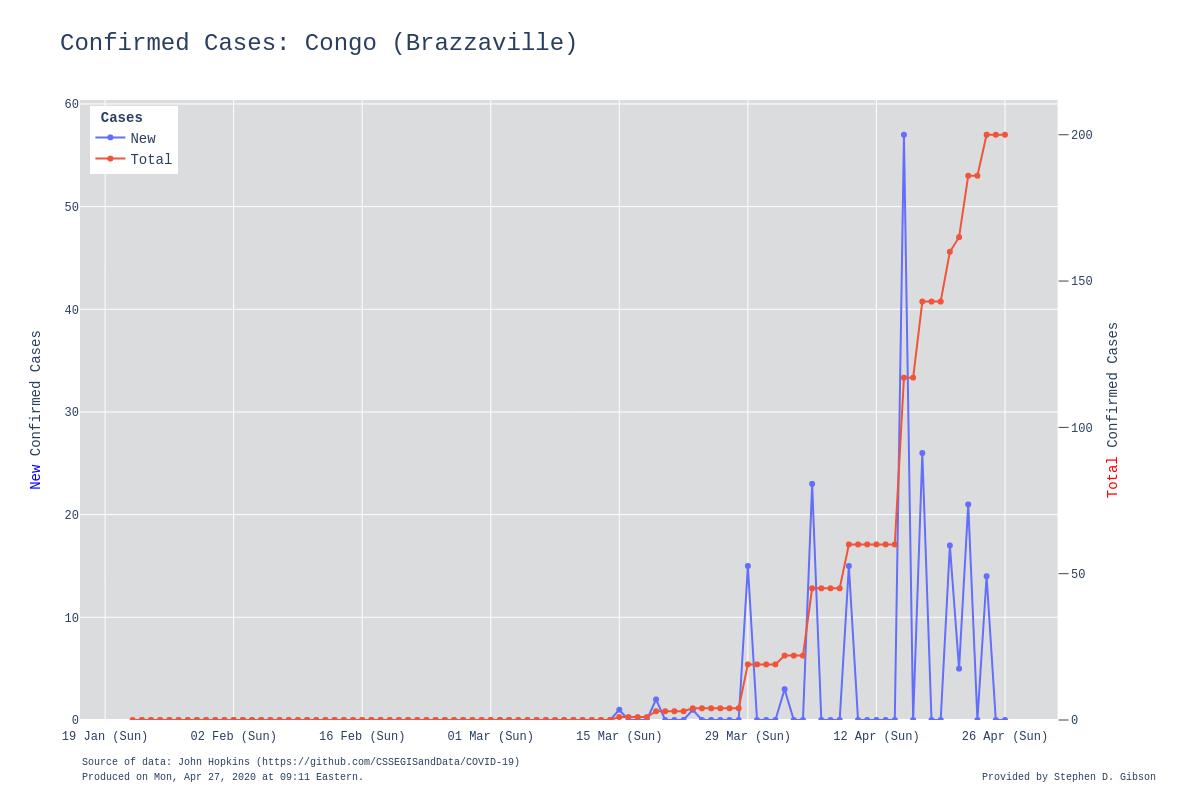 Confirmed Cases: Congo (Brazzaville)
Cases
New
Total
60
50
40
30
20
10
0
New Confirmed Cases
200
150
100
50
0
Total Confirmed Cases
19 Jan (Sun) 02 Feb (Sun) 16 Feb (Sun) 01 Mar (Sun) 15 Mar (Sun) 29 Mar (Sun) 12 Apr (Sun) 26 Apr (Sun)
Source of data: John Hopkins (https://github.com/CSSEGISandData/COVID-19)
Produced on Mon, Apr 27, 2020 at 09:11 Eastern.
Provided by Stephen D. Gibson